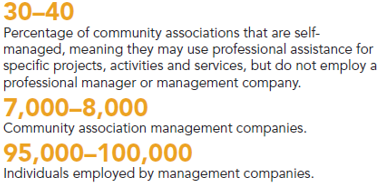 30–40
Percentage of community associations that are self-
managed, meaning they may use professional assistance for
specific projects, activities and services, but do not employ a
professional manager or management company.
7,000–8,000
Community association management companies.
95,000–100,000
Individuals employed by management companies.